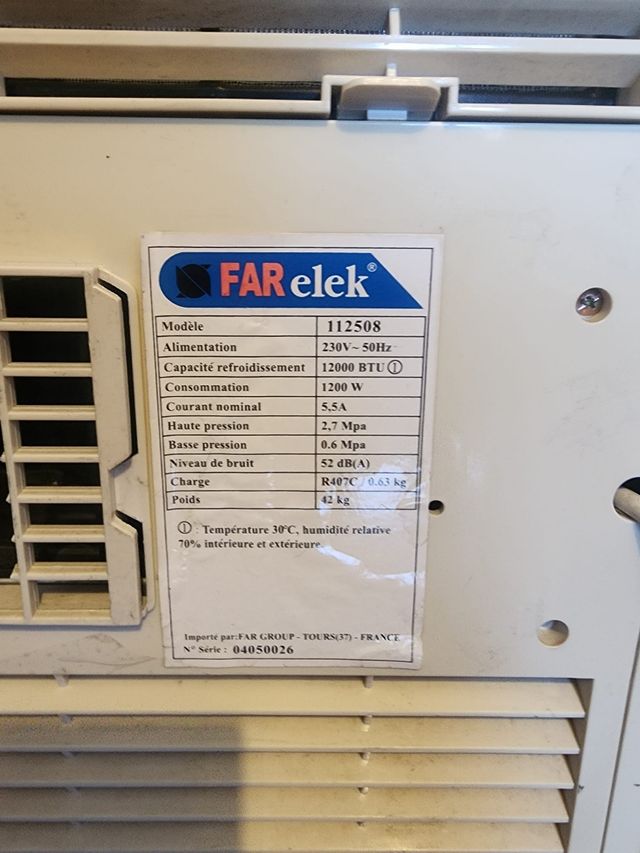 FAR elek®
Modèle 112508
Alimentation 230V~ 50Hz
Capacité refroidissement 12000 BTU ①
Consommation 1200 W
Courant nominal 5,5A
Haute pression 2,7 Mpa
Basse pression 0.6 Mpa
Niveau de bruit 52 dB(A)
Charge R407C / 0.63 kg
Poids 42 kg
① : Température 30°C, humidité relative
70% intérieure et extérieure.
Importé par:FAR GROUP - TOURS(37) - FRANCE
N° Série : 04050026